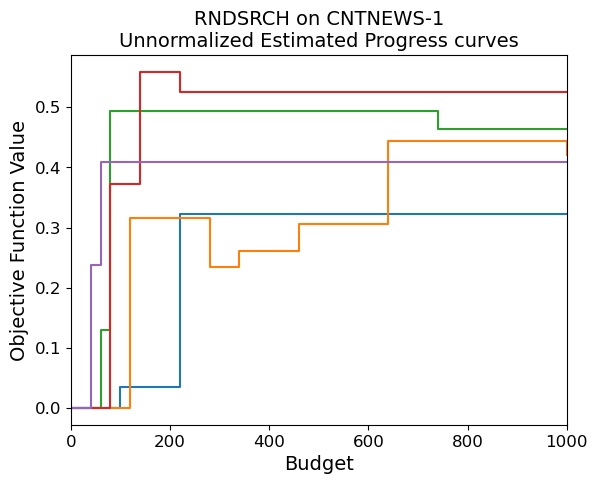 RNDSRCH on CNTNEWS-1
Unnormalized Estimated Progress curves
Objective Function Value
0.5
0.4
0.3
0.2
0.1
0.0
0 200 400 600 800 1000
Budget